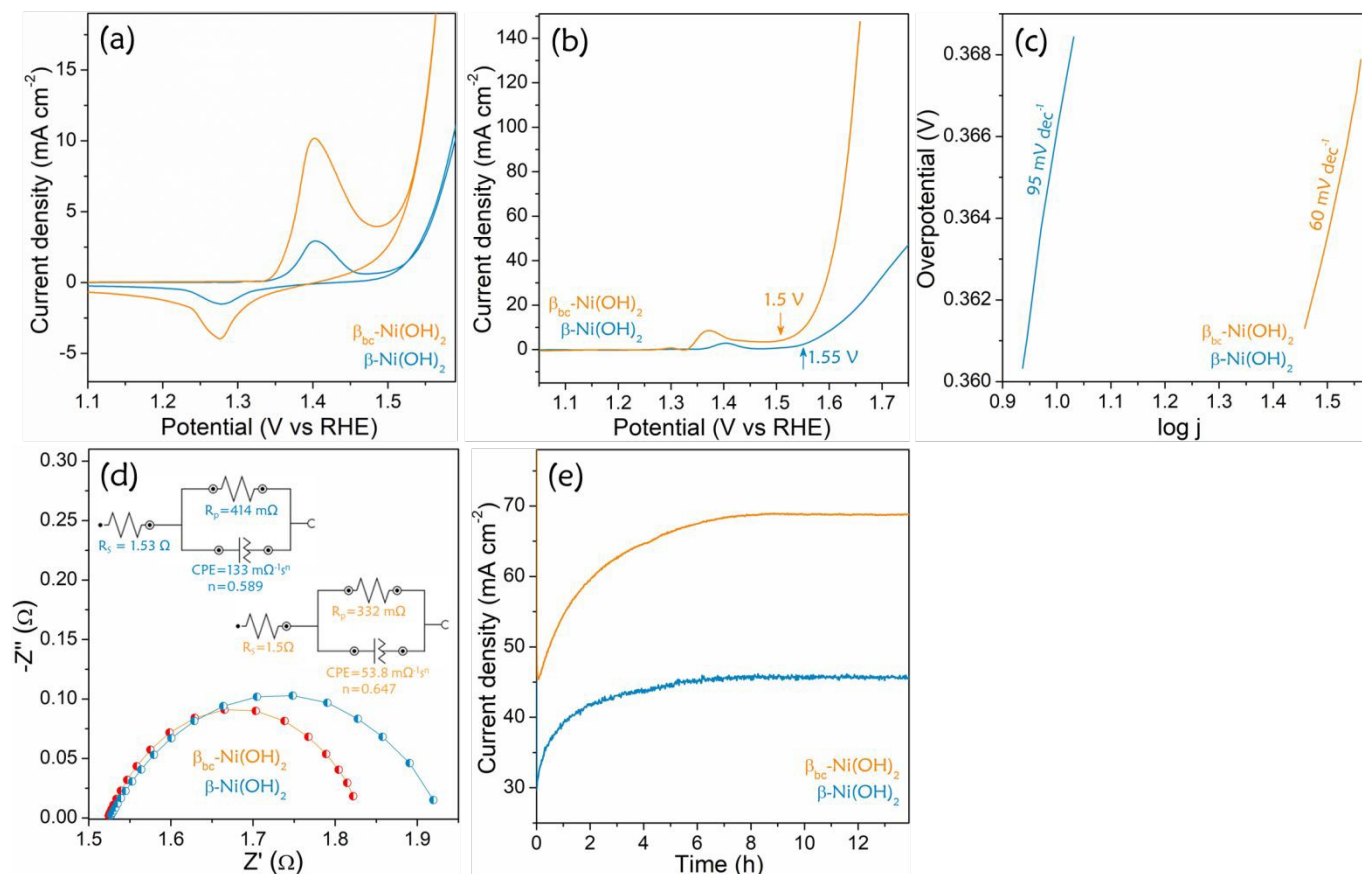 (a)
Current density (mA cm⁻²)
15
10
5
0
-5
β_bc-Ni(OH)₂
β-Ni(OH)₂
1.1 1.2 1.3 1.4 1.5
Potential (V vs RHE)
(b)
Current density (mA cm⁻²)
140
120
100
80
60
40
20
0
β_bc-Ni(OH)₂
β-Ni(OH)₂
1.5 V
1.55 V
1.1 1.2 1.3 1.4 1.5 1.6 1.7
Potential (V vs RHE)
(c)
Overpotential (V)
0.368
0.366
0.364
0.362
0.360
95 mV dec⁻¹
60 mV dec⁻¹
β_bc-Ni(OH)₂
β-Ni(OH)₂
0.9 1.0 1.1 1.2 1.3 1.4 1.5
log j
(d)
-Z'' (Ω)
0.30
0.25
0.20
0.15
0.10
0.05
0.00
R_p=414 mΩ
R_S = 1.53 Ω
CPE=133 mΩ⁻¹sⁿ
n=0.589
R_p=332 mΩ
R_S=1.5Ω
CPE=53.8 mΩ⁻¹sⁿ
n=0.647
β_bc-Ni(OH)₂
β-Ni(OH)₂
1.5 1.6 1.7 1.8 1.9
Z' (Ω)
(e)
Current density (mA cm⁻²)
70
60
50
40
30
β_bc-Ni(OH)₂
β-Ni(OH)₂
0 2 4 6 8 10 12
Time (h)